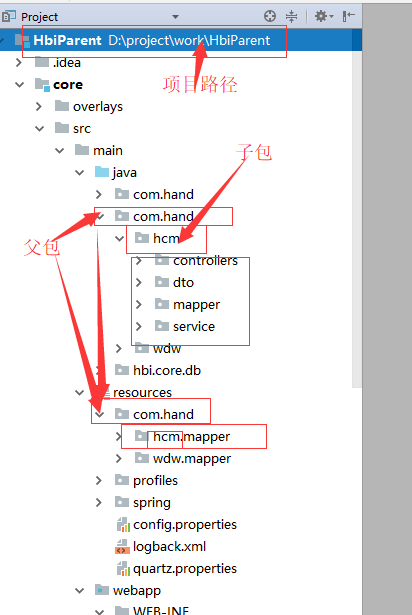 Project
HbiParent D:\project\work\HbiParent
.idea
项目路径
core
overlays
src
子包
main
java
com.hand
com.hand
hcm
父包
controllers
dto
mapper
service
wdw
hbi.core.db
resources
com.hand
hcm.mapper
wdw.mapper
profiles
spring
config.properties
logback.xml
quartz.properties
webapp
WEB-INF